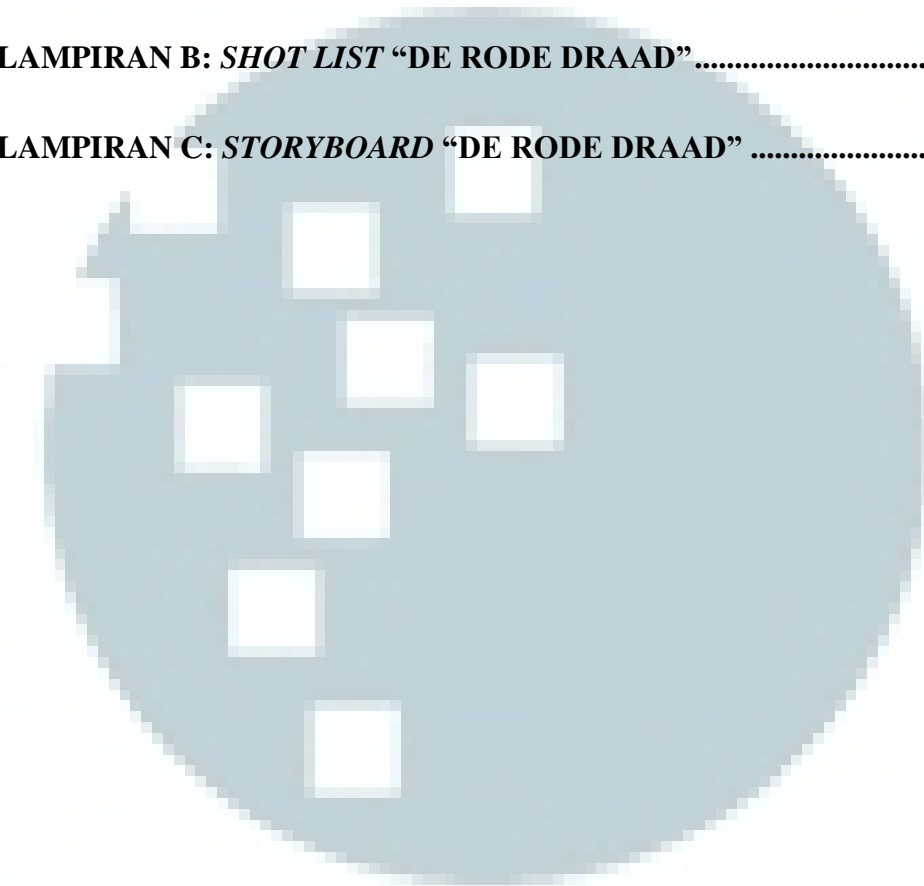 LAMPIRAN B: SHOT LIST “DE RODE DRAAD” .............................
LAMPIRAN C: STORYBOARD “DE RODE DRAAD” ......................